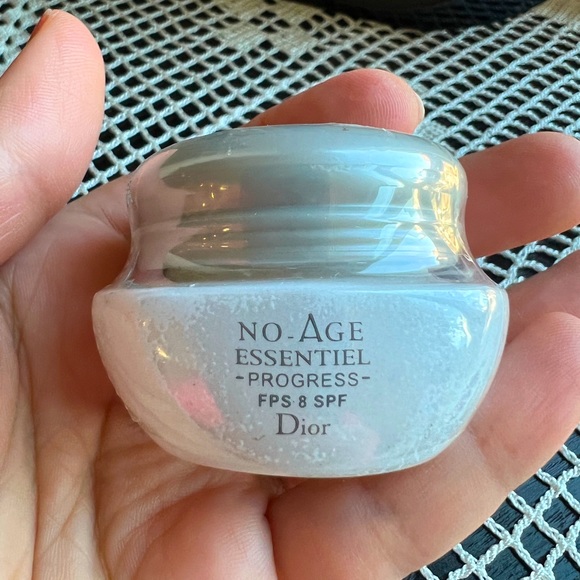 NO-AGE
ESSENTIEL
-PROGRESS-
FPS 8 SPF
Dior